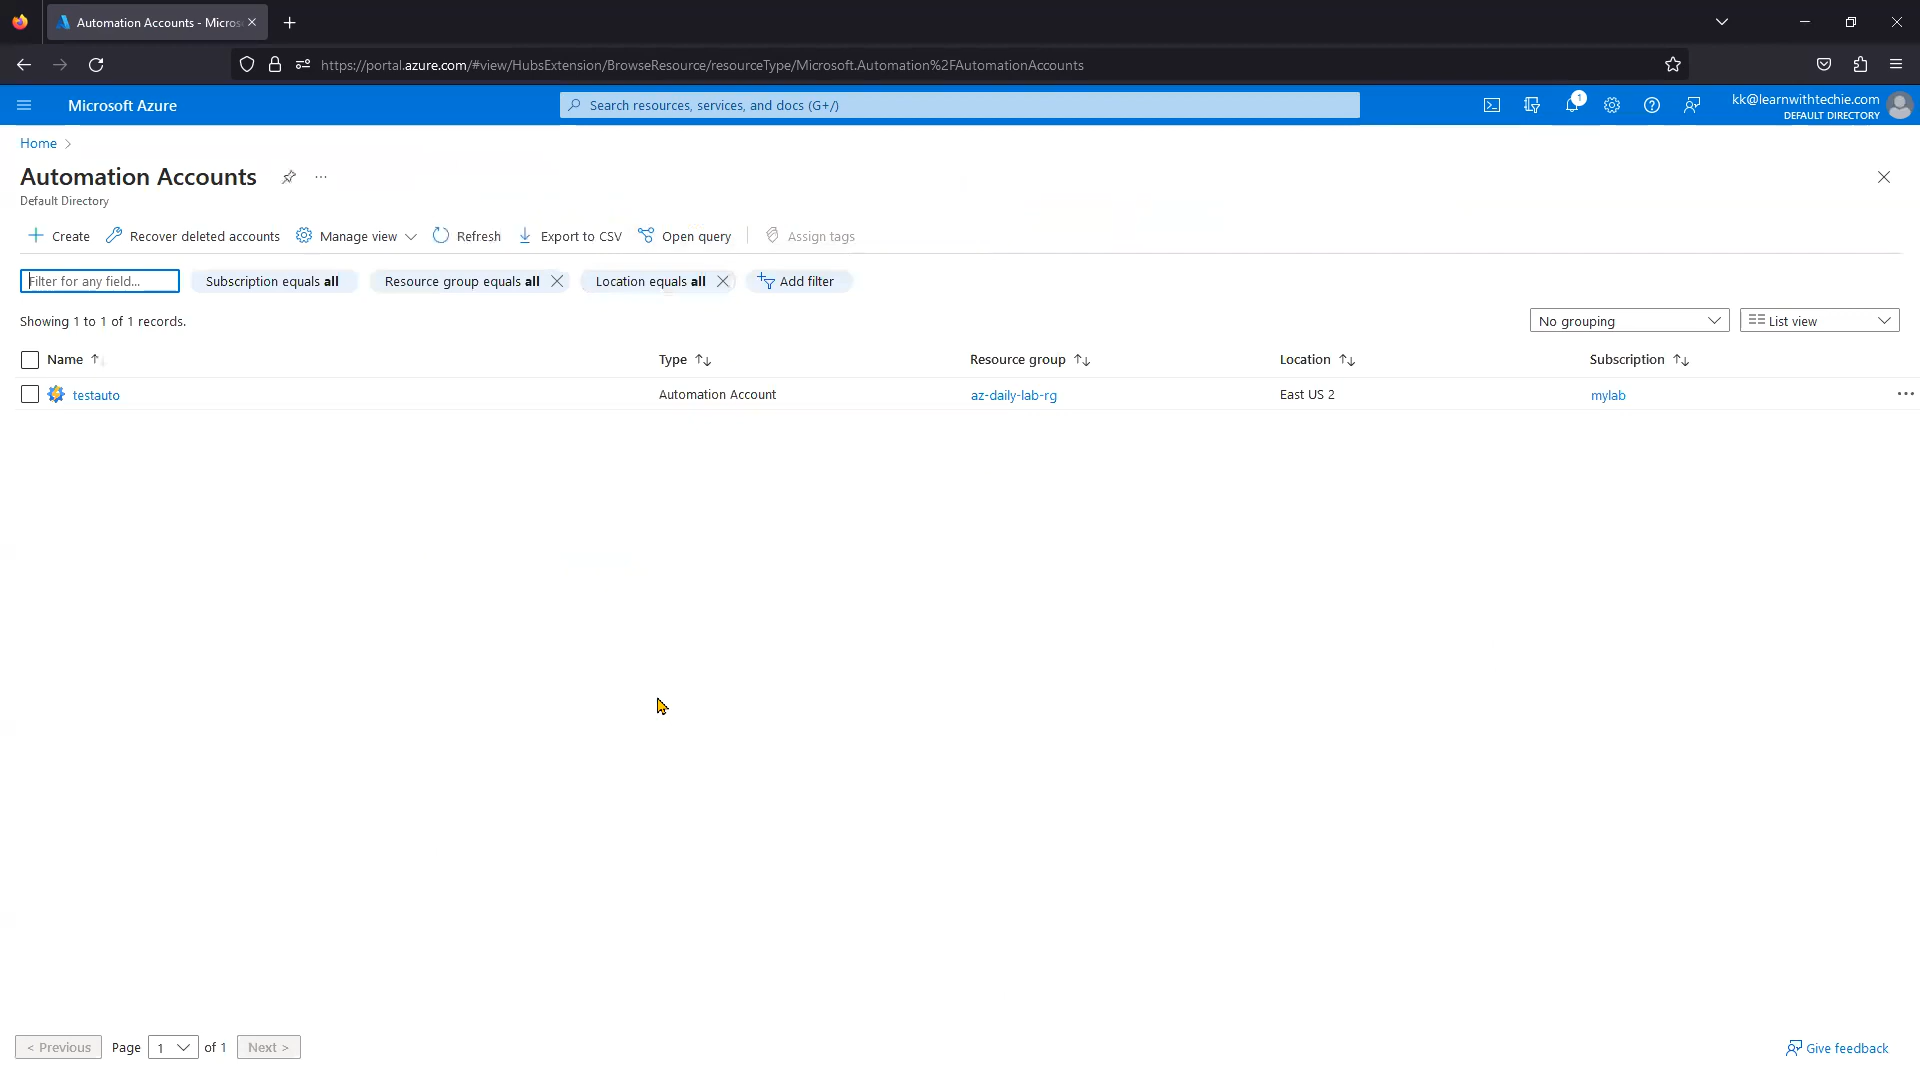 Automation Accounts - Micros
https://portal.azure.com/#view/HubsExtension/BrowseResource/resourceType/Microsoft.Automation%2FAutomationAccounts
Microsoft Azure
Search resources, services, and docs (G+/)
1
kk@learnwithtechie.com
DEFAULT DIRECTORY
Home
Automation Accounts
Default Directory
Create Recover deleted accounts Manage view Refresh Export to CSV Open query Assign tags
Filter for any field... Subscription equals all Resource group equals all Location equals all Add filter
Showing 1 to 1 of 1 records. No grouping List view
Name Type Resource group Location Subscription
testauto Automation Account az-daily-lab-rg East US 2 mylab
< Previous Page 1 of 1 Next > Give feedback